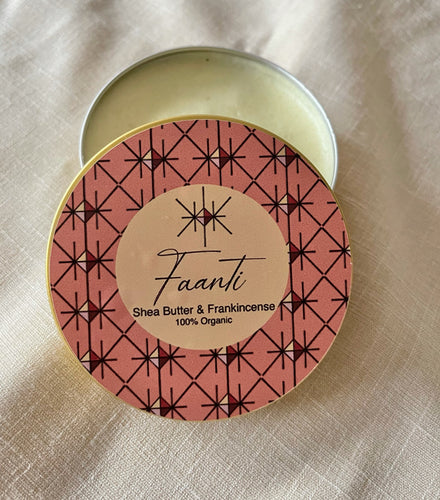 Faanti
Shea Butter & Frankincense
100% Organic